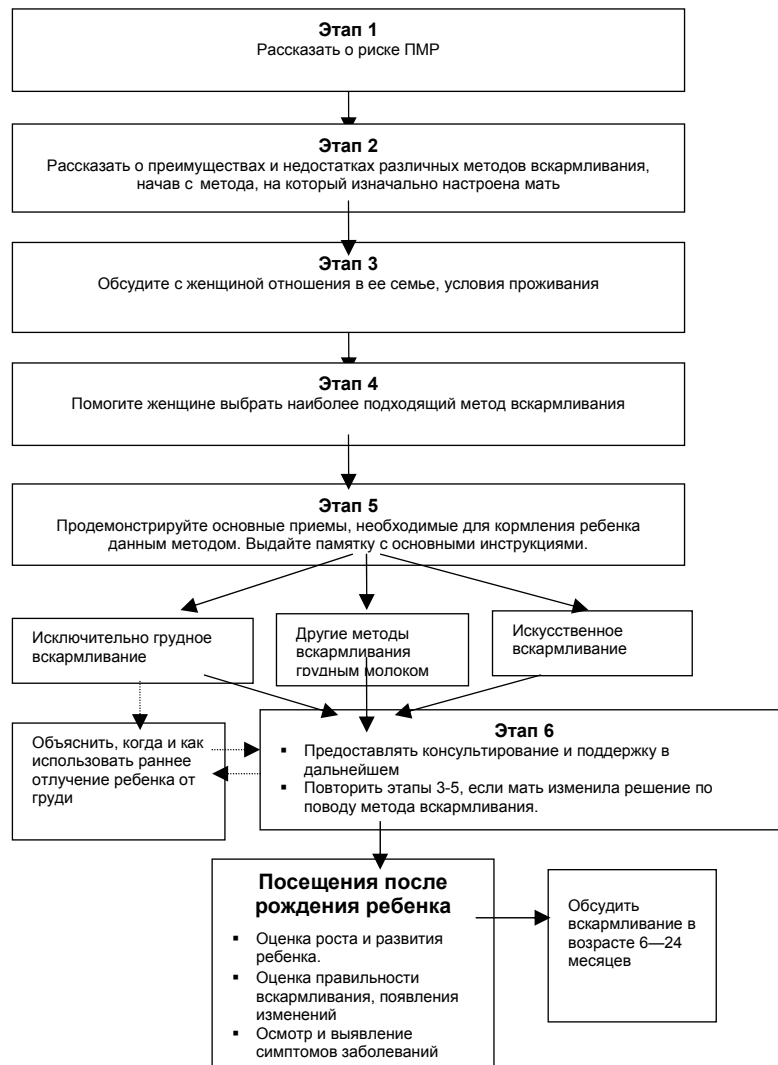 Этап 1
Рассказать о риске ПМР
Этап 2
Рассказать о преимуществах и недостатках различных методов вскармливания,
начав с метода, на который изначально настроена мать
Этап 3
Обсудите с женщиной отношения в ее семье, условия проживания
Этап 4
Помогите женщине выбрать наиболее подходящий метод вскармливания
Этап 5
Продемонстрируйте основные приемы, необходимые для кормления ребенка
данным методом. Выдайте памятку с основными инструкциями.
Исключительно грудное
вскармливание
Другие методы
вскармливания
грудным молоком
Искусственное
вскармливание
Объяснить, когда и как
использовать раннее
отлучение ребенка от
груди
Этап 6
▪ Предоставлять консультирование и поддержку в
дальнейшем
▪ Повторить этапы 3-5, если мать изменила решение по
поводу метода вскармливания.
Посещения после
рождения ребенка
▪ Оценка роста и развития
ребенка.
▪ Оценка правильности
вскармливания, появления
изменений
▪ Осмотр и выявление
симптомов заболеваний
Обсудить
вскармливание в
возрасте 6—24
месяцев